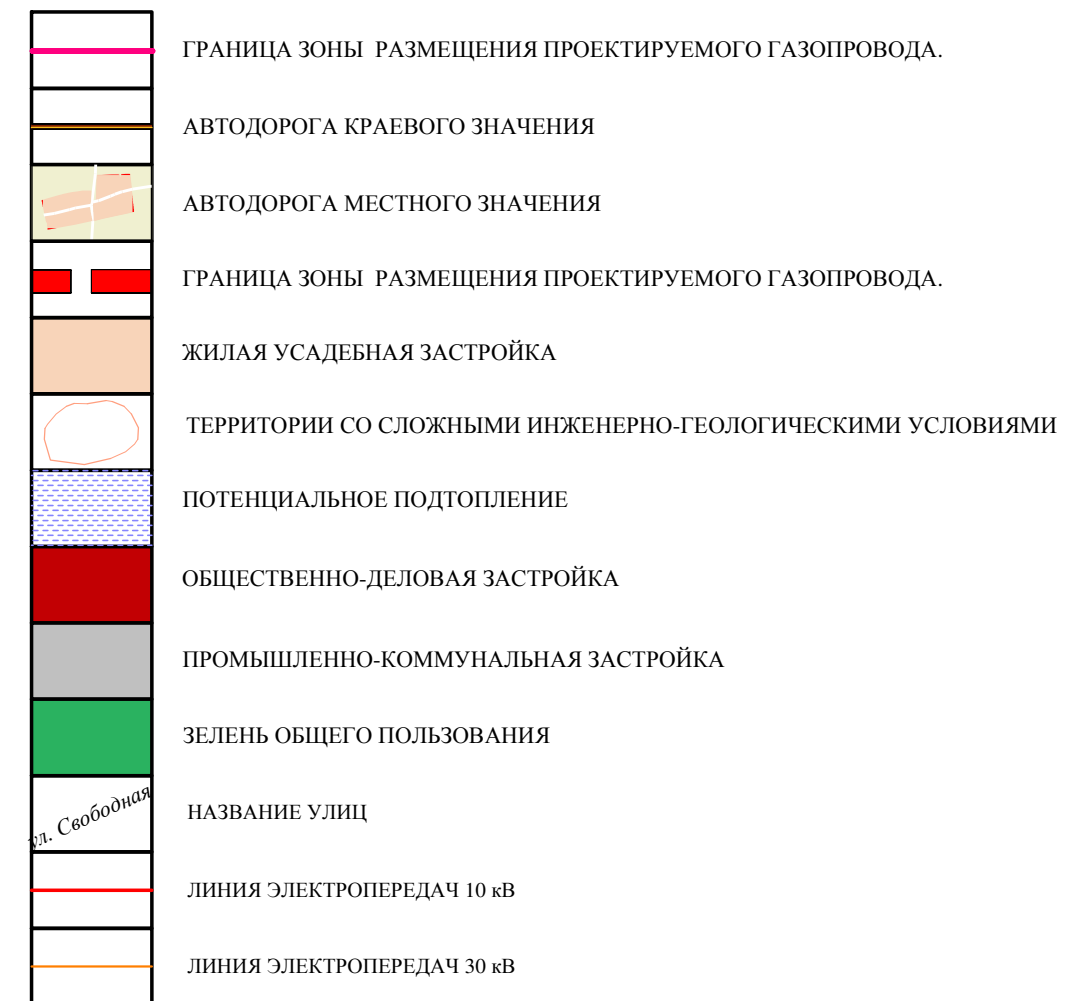 ГРАНИЦА ЗОНЫ РАЗМЕЩЕНИЯ ПРОЕКТИРУЕМОГО ГАЗОПРОВОДА.
АВТОДОРОГА КРАЕВОГО ЗНАЧЕНИЯ
АВТОДОРОГА МЕСТНОГО ЗНАЧЕНИЯ
ГРАНИЦА ЗОНЫ РАЗМЕЩЕНИЯ ПРОЕКТИРУЕМОГО ГАЗОПРОВОДА.
ЖИЛАЯ УСАДЕБНАЯ ЗАСТРОЙКА
ТЕРРИТОРИИ СО СЛОЖНЫМИ ИНЖЕНЕРНО-ГЕОЛОГИЧЕСКИМИ УСЛОВИЯМИ
ПОТЕНЦИАЛЬНОЕ ПОДТОПЛЕНИЕ
ОБЩЕСТВЕННО-ДЕЛОВАЯ ЗАСТРОЙКА
ПРОМЫШЛЕННО-КОММУНАЛЬНАЯ ЗАСТРОЙКА
ЗЕЛЕНЬ ОБЩЕГО ПОЛЬЗОВАНИЯ
ул. Свободная
НАЗВАНИЕ УЛИЦ
ЛИНИЯ ЭЛЕКТРОПЕРЕДАЧ 10 кВ
ЛИНИЯ ЭЛЕКТРОПЕРЕДАЧ 30 кВ